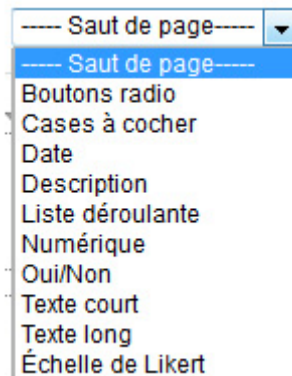 ----- Saut de page-----
----- Saut de page-----
Boutons radio
Cases à cocher
Date
Description
Liste déroulante
Numérique
Oui/Non
Texte court
Texte long
Échelle de Likert